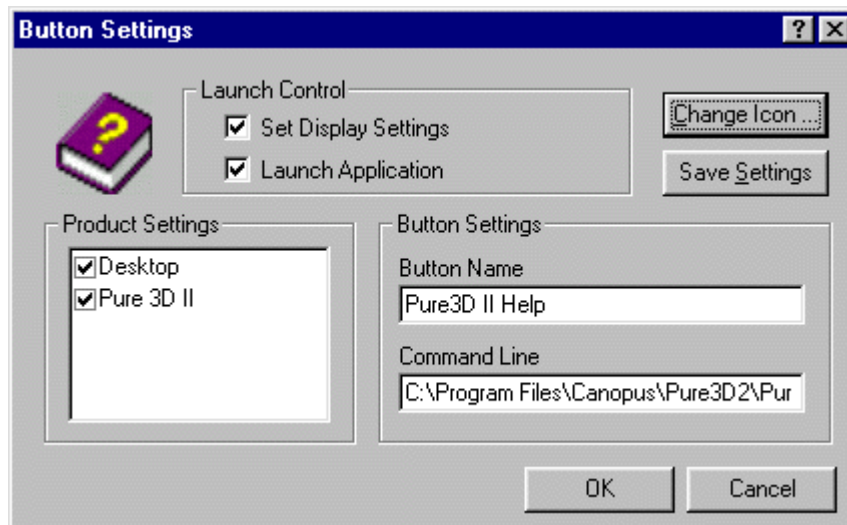 Button Settings
?
Launch Control
Set Display Settings
Launch Application
Change Icon ...
Save Settings
Product Settings
Desktop
Pure 3D II
Button Settings
Button Name
Pure3D II Help
Command Line
C:\Program Files\Canopus\Pure3D2\Pur
OK
Cancel